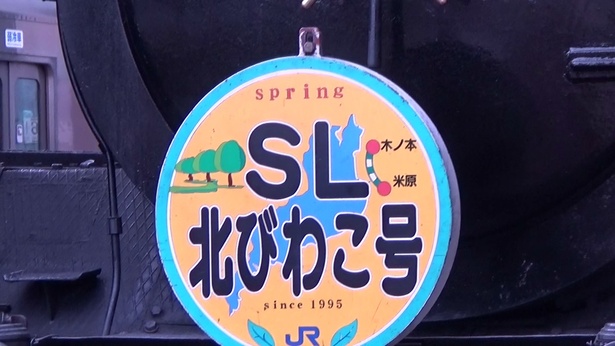 spring
SL
木ノ本
米原
北びわこ号
since 1995
JR